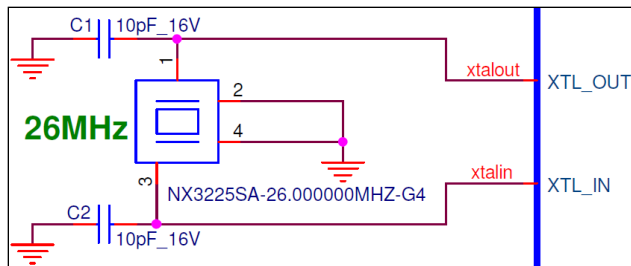 C1 10pF_16V
1
xtalout XTL_OUT
2
26MHz
4
3
xtalin XTL_IN
NX3225SA-26.000000MHZ-G4
C2
10pF_16V